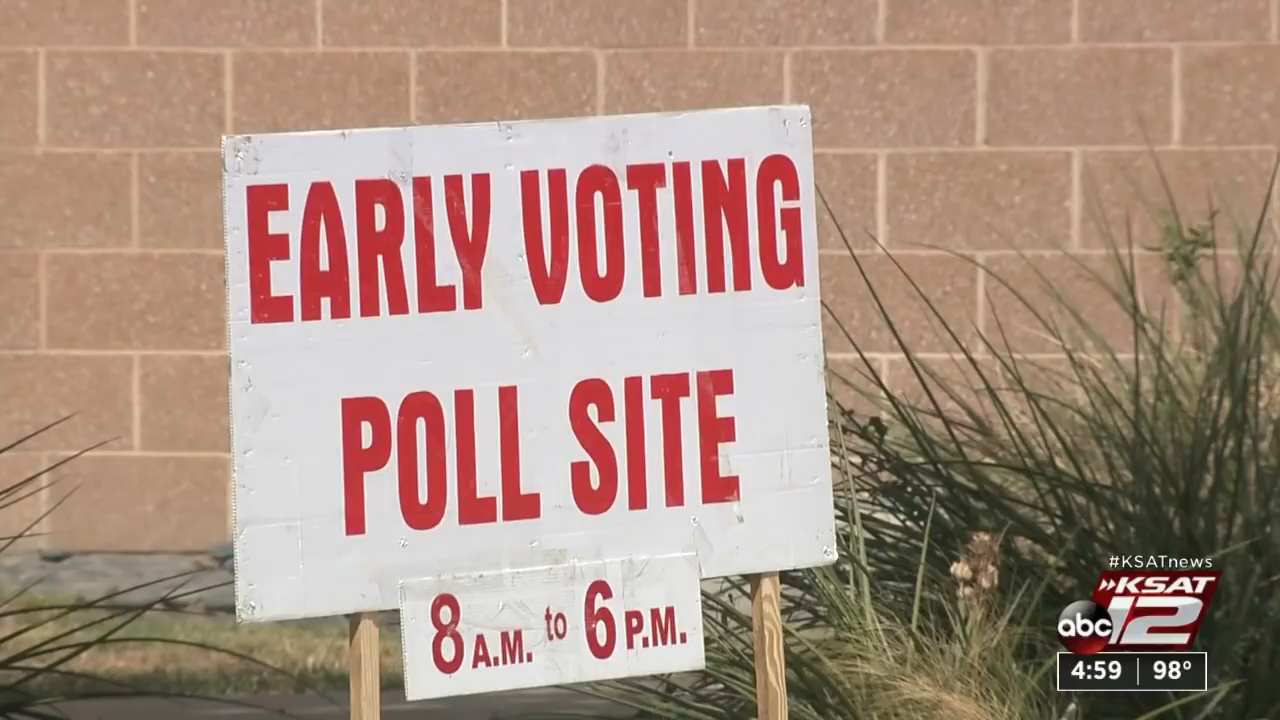 EARLY VOTING
POLL SITE
8 A.M. to 6 P.M.
#KSATnews
KSAT
abc 12
4:59 98°